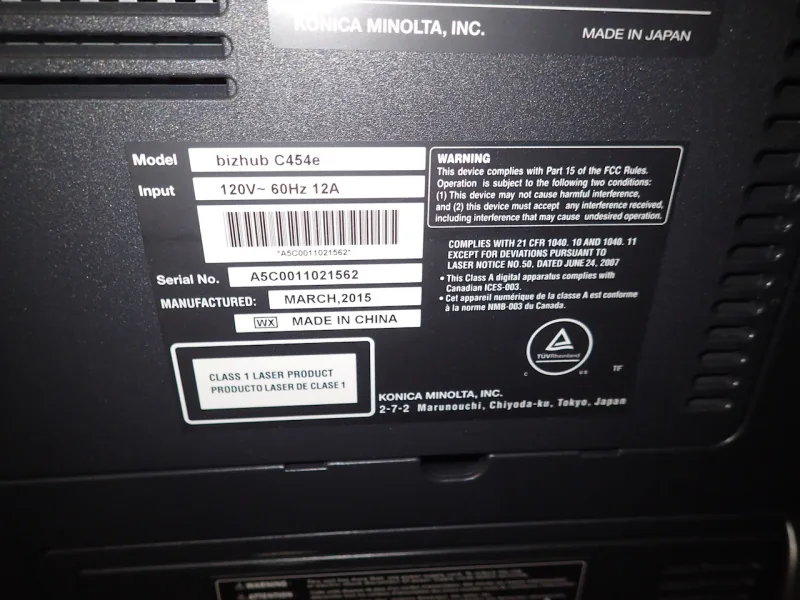 KONICA MINOLTA, INC.
MADE IN JAPAN
Model bizhub C454e
Input 120V~ 60Hz 12A
*A5C0011021562*
Serial No. A5C0011021562
MANUFACTURED: MARCH,2015
WX MADE IN CHINA
CLASS 1 LASER PRODUCT
PRODUCTO LASER DE CLASE 1
WARNING
This device complies with Part 15 of the FCC Rules.
Operation is subject to the following two conditions:
(1) This device may not cause harmful interference,
and (2) this device must accept any interference received,
including interference that may cause undesired operation.
COMPLIES WITH 21 CFR 1040. 10 AND 1040. 11
EXCEPT FOR DEVIATIONS PURSUANT TO
LASER NOTICE NO.50, DATED JUNE 24, 2007
• This Class A digital apparatus complies with
Canadian ICES-003.
• Cet appareil numérique de la classe A est conforme
à la norme NMB-003 du Canada.
TÜVRheinland
C US
TF
KONICA MINOLTA, INC.
2-7-2 Marunouchi, Chiyoda-ku, Tokyo, Japan
WARNING
ATTENTION